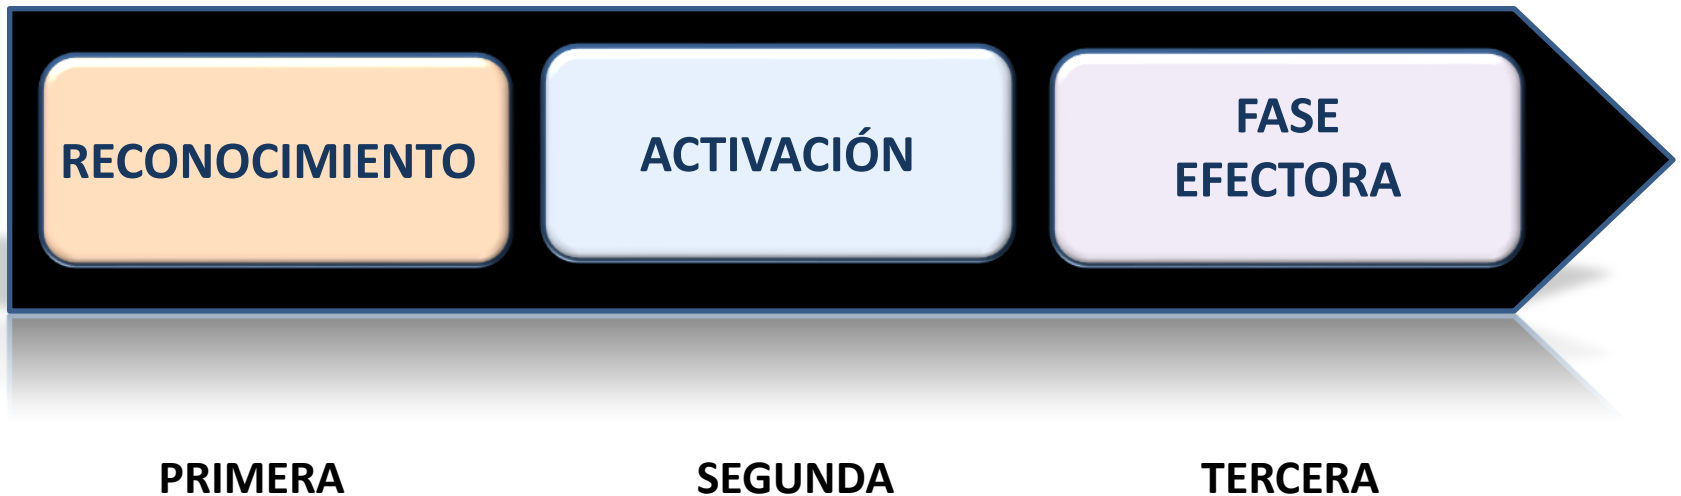 RECONOCIMIENTO
ACTIVACIÓN
FASE
EFECTORA
PRIMERA
SEGUNDA
TERCERA